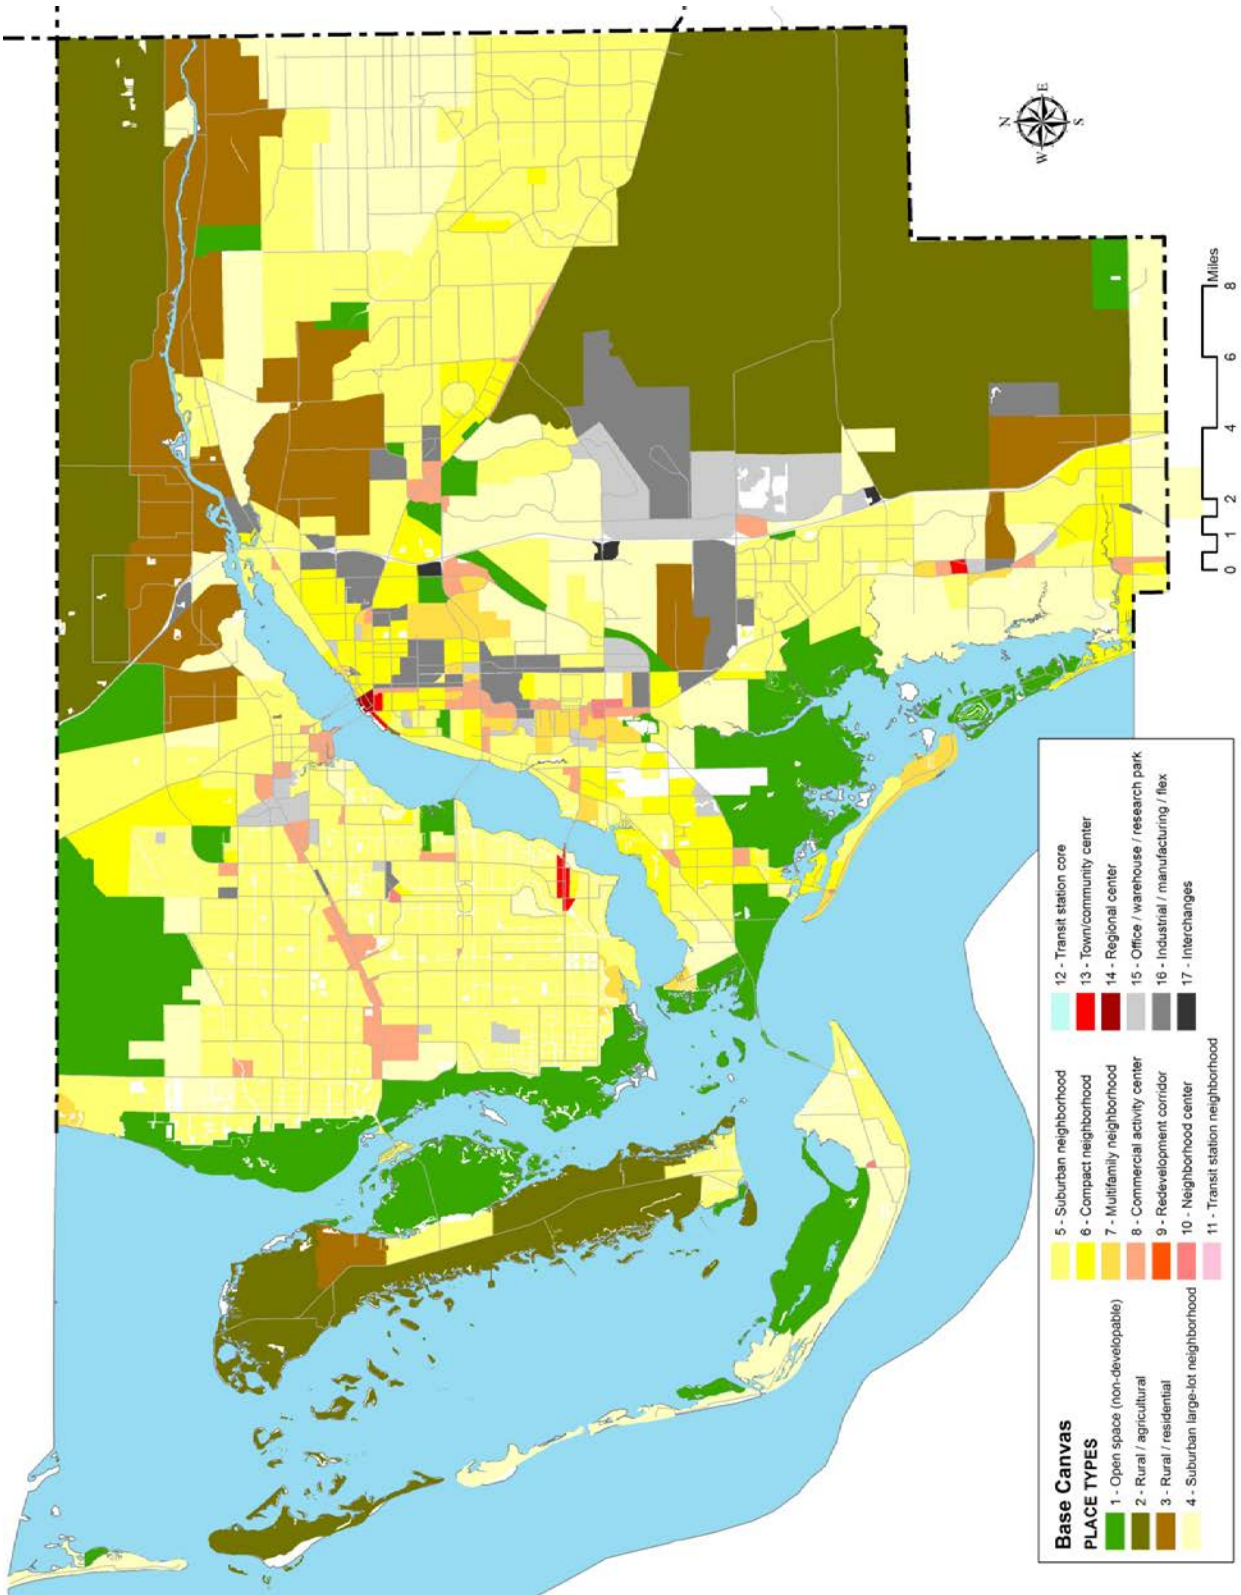 N
W E
S
Miles
0 1 2 4 6 8
Base Canvas
PLACE TYPES
1 - Open space (non-developable)
2 - Rural / agricultural
3 - Rural / residential
4 - Suburban large-lot neighborhood
5 - Suburban neighborhood
6 - Compact neighborhood
7 - Multifamily neighborhood
8 - Commercial activity center
9 - Redevelopment corridor
10 - Neighborhood center
11 - Transit station neighborhood
12 - Transit station core
13 - Town/community center
14 - Regional center
15 - Office / warehouse / research park
16 - Industrial / manufacturing / flex
17 - Interchanges